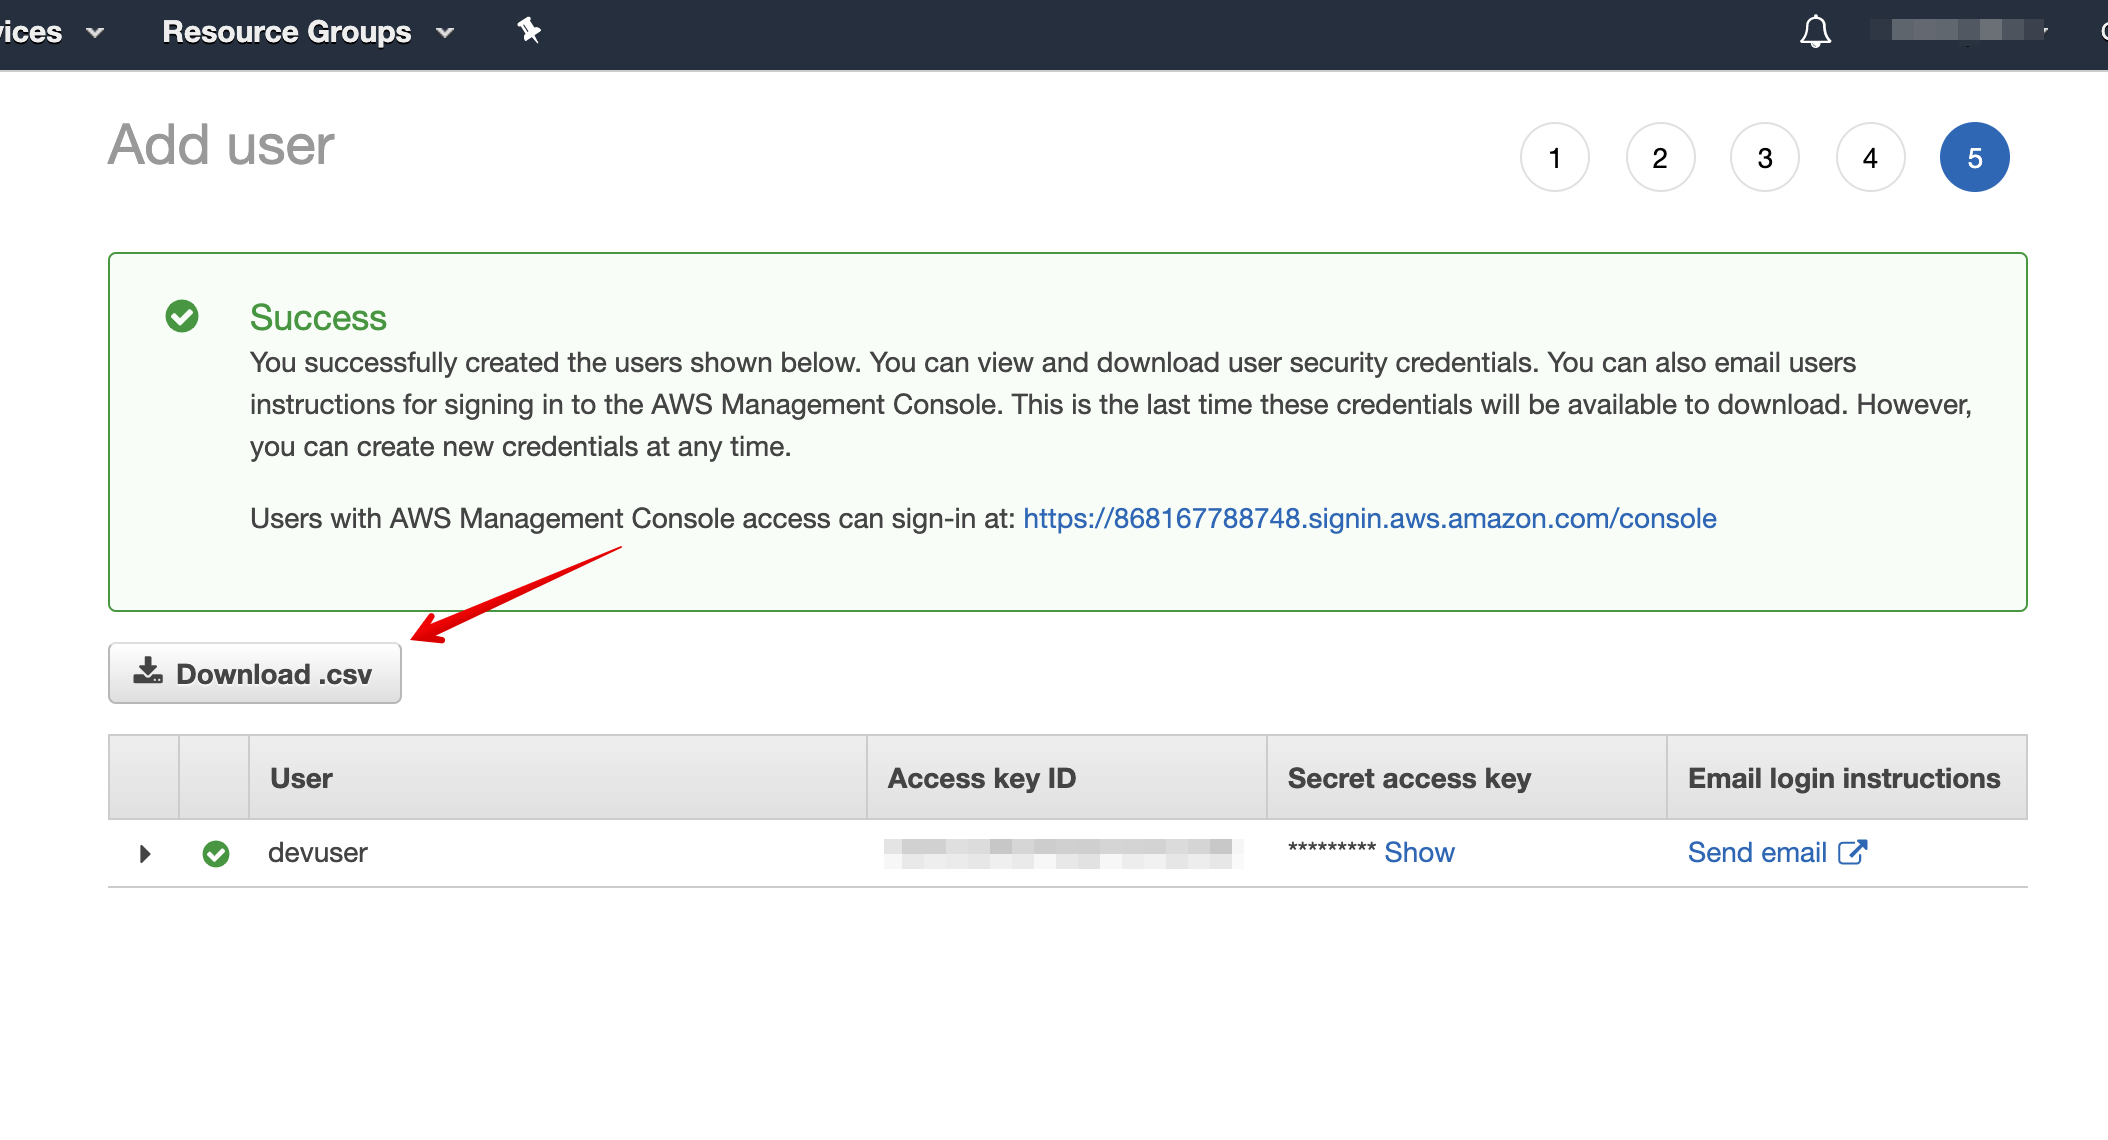 Resource Groups
Add user
1 2 3 4 5
Success
You successfully created the users shown below. You can view and download user security credentials. You can also email users
instructions for signing in to the AWS Management Console. This is the last time these credentials will be available to download. However,
you can create new credentials at any time.
Users with AWS Management Console access can sign-in at: https://868167788748.signin.aws.amazon.com/console
Download .csv
User Access key ID Secret access key Email login instructions
devuser ********* Show Send email